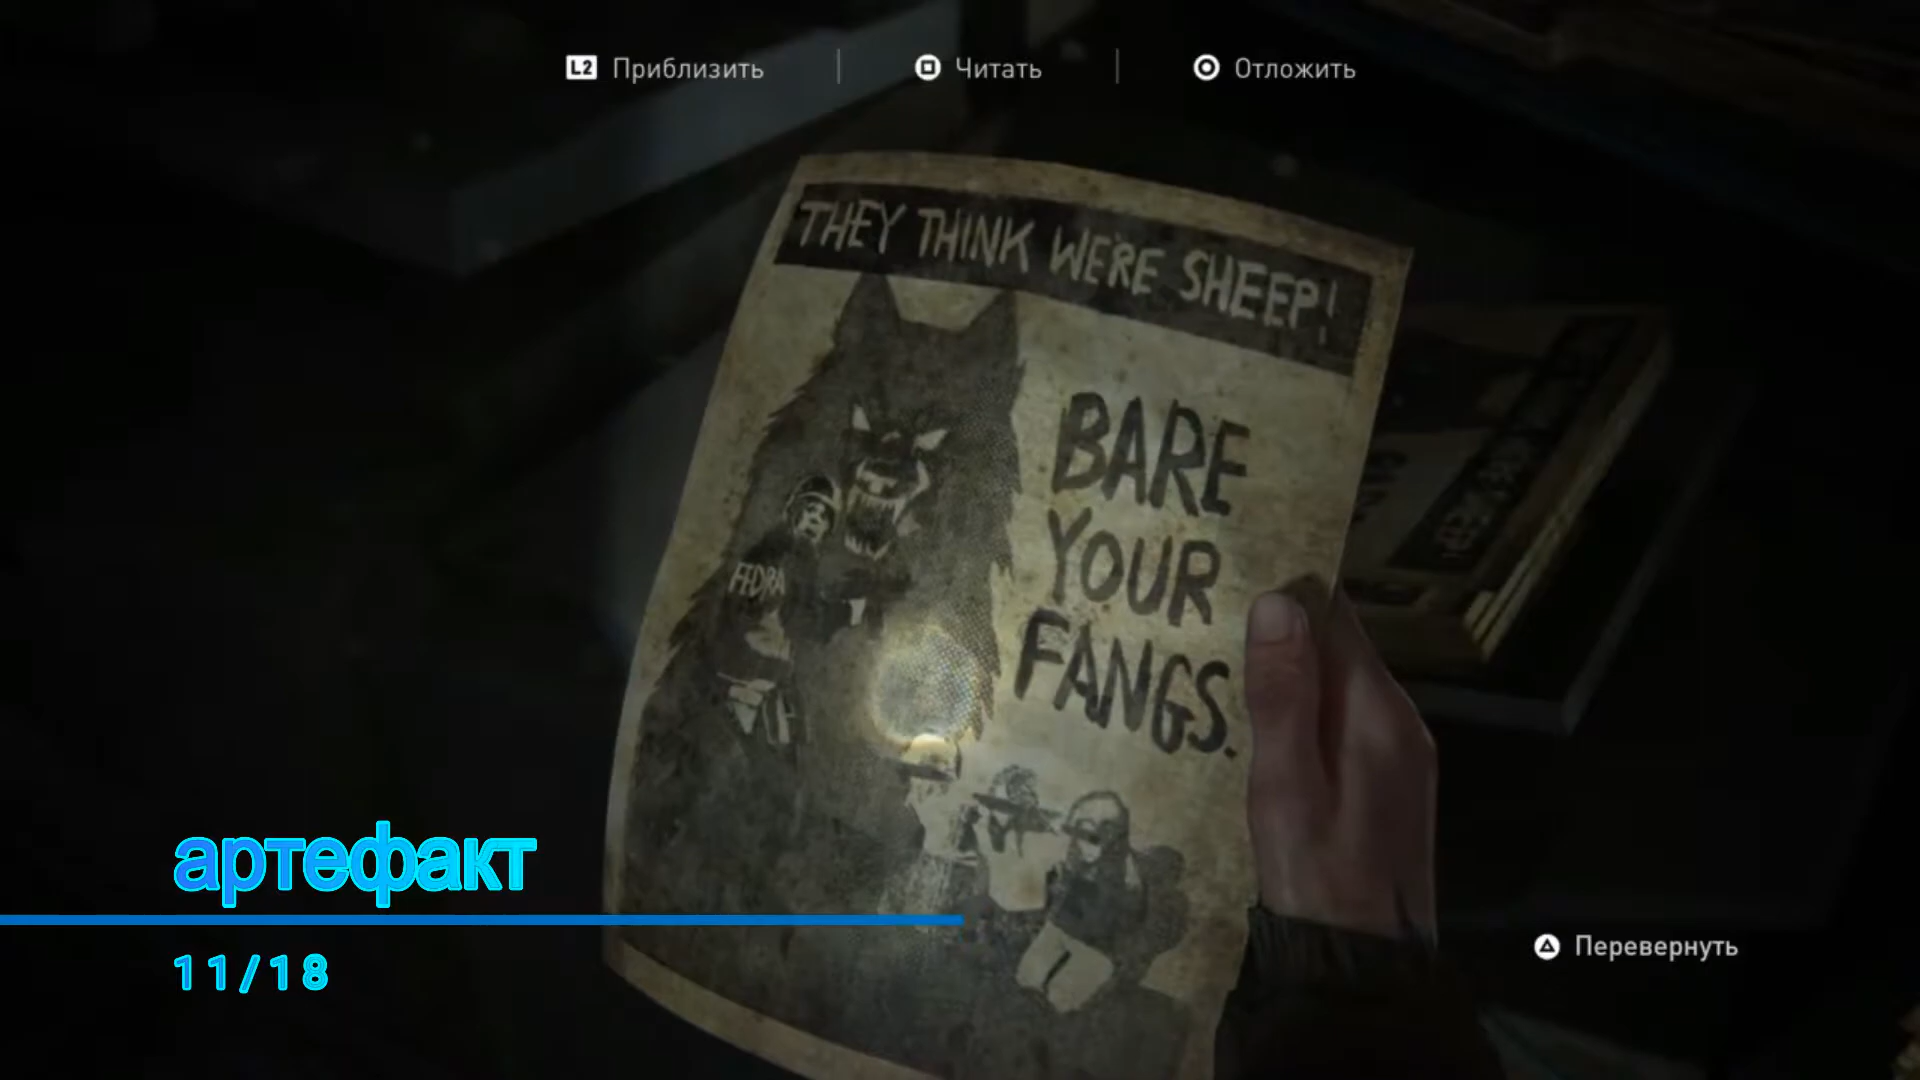 L2 Приблизить
Читать
Отложить
THEY THINK WE'RE SHEEP!
BARE
YOUR
FANGS.
FEDRA
артефакт
11/18
Перевернуть